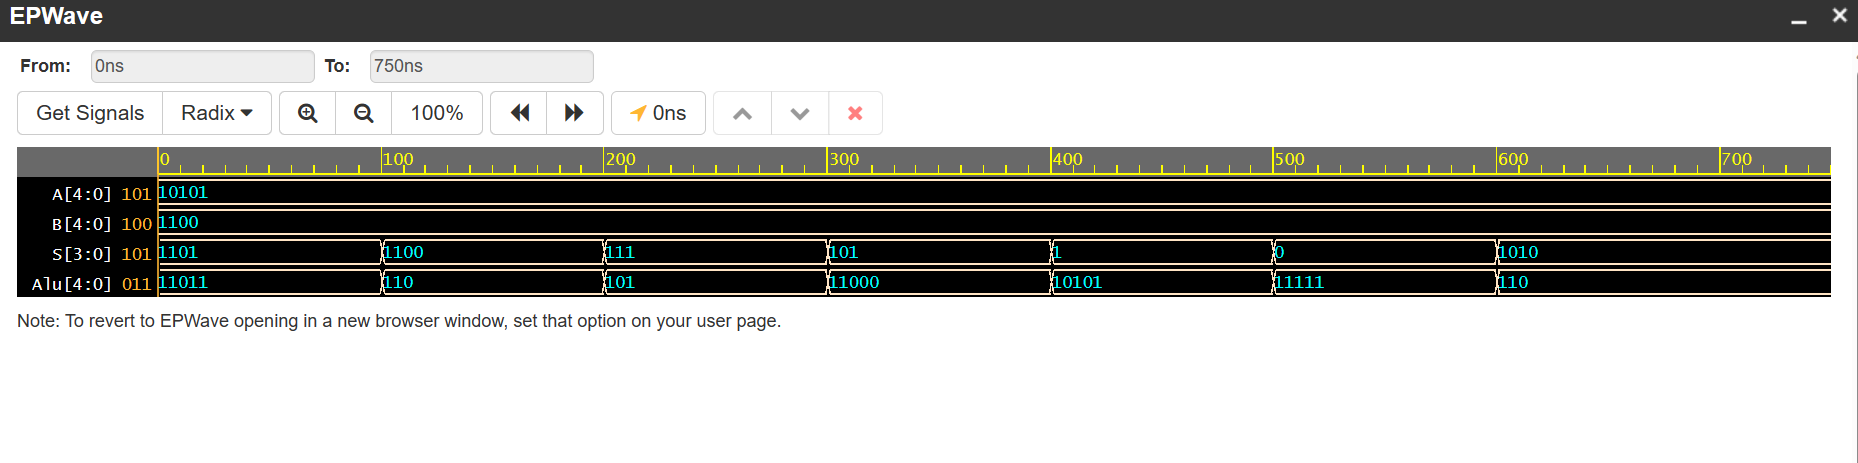 EPWave
From: 0ns To: 750ns
Get Signals Radix 100% 0ns
0 100 200 300 400 500 600 700
A[4:0] 101 10101
B[4:0] 100 1100
S[3:0] 101 1101 1100 111 101 1 0 1010
Alu[4:0] 011 11011 110 101 11000 10101 11111 110
Note: To revert to EPWave opening in a new browser window, set that option on your user page.